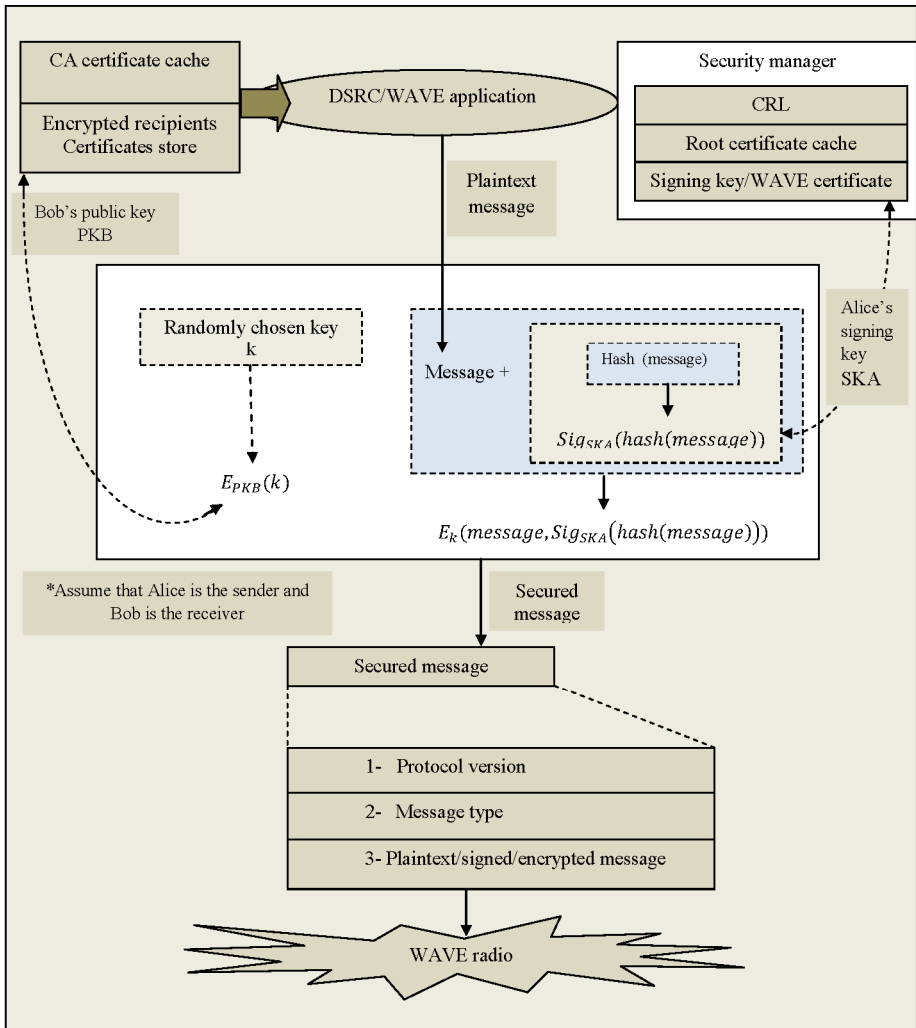 CA certificate cache
Encrypted recipients
Certificates store
DSRC/WAVE application
Security manager
CRL
Root certificate cache
Signing key/WAVE certificate
Bob's public key
PKB
Plaintext
message
Alice's
signing
key
SKA
Randomly chosen key
k
Message +
Hash (message)
Sig_SKA(hash(message))
E_PKB(k)
E_k(message, Sig_SKA(hash(message)))
*Assume that Alice is the sender and
Bob is the receiver
Secured
message
Secured message
1- Protocol version
2- Message type
3- Plaintext/signed/encrypted message
WAVE radio